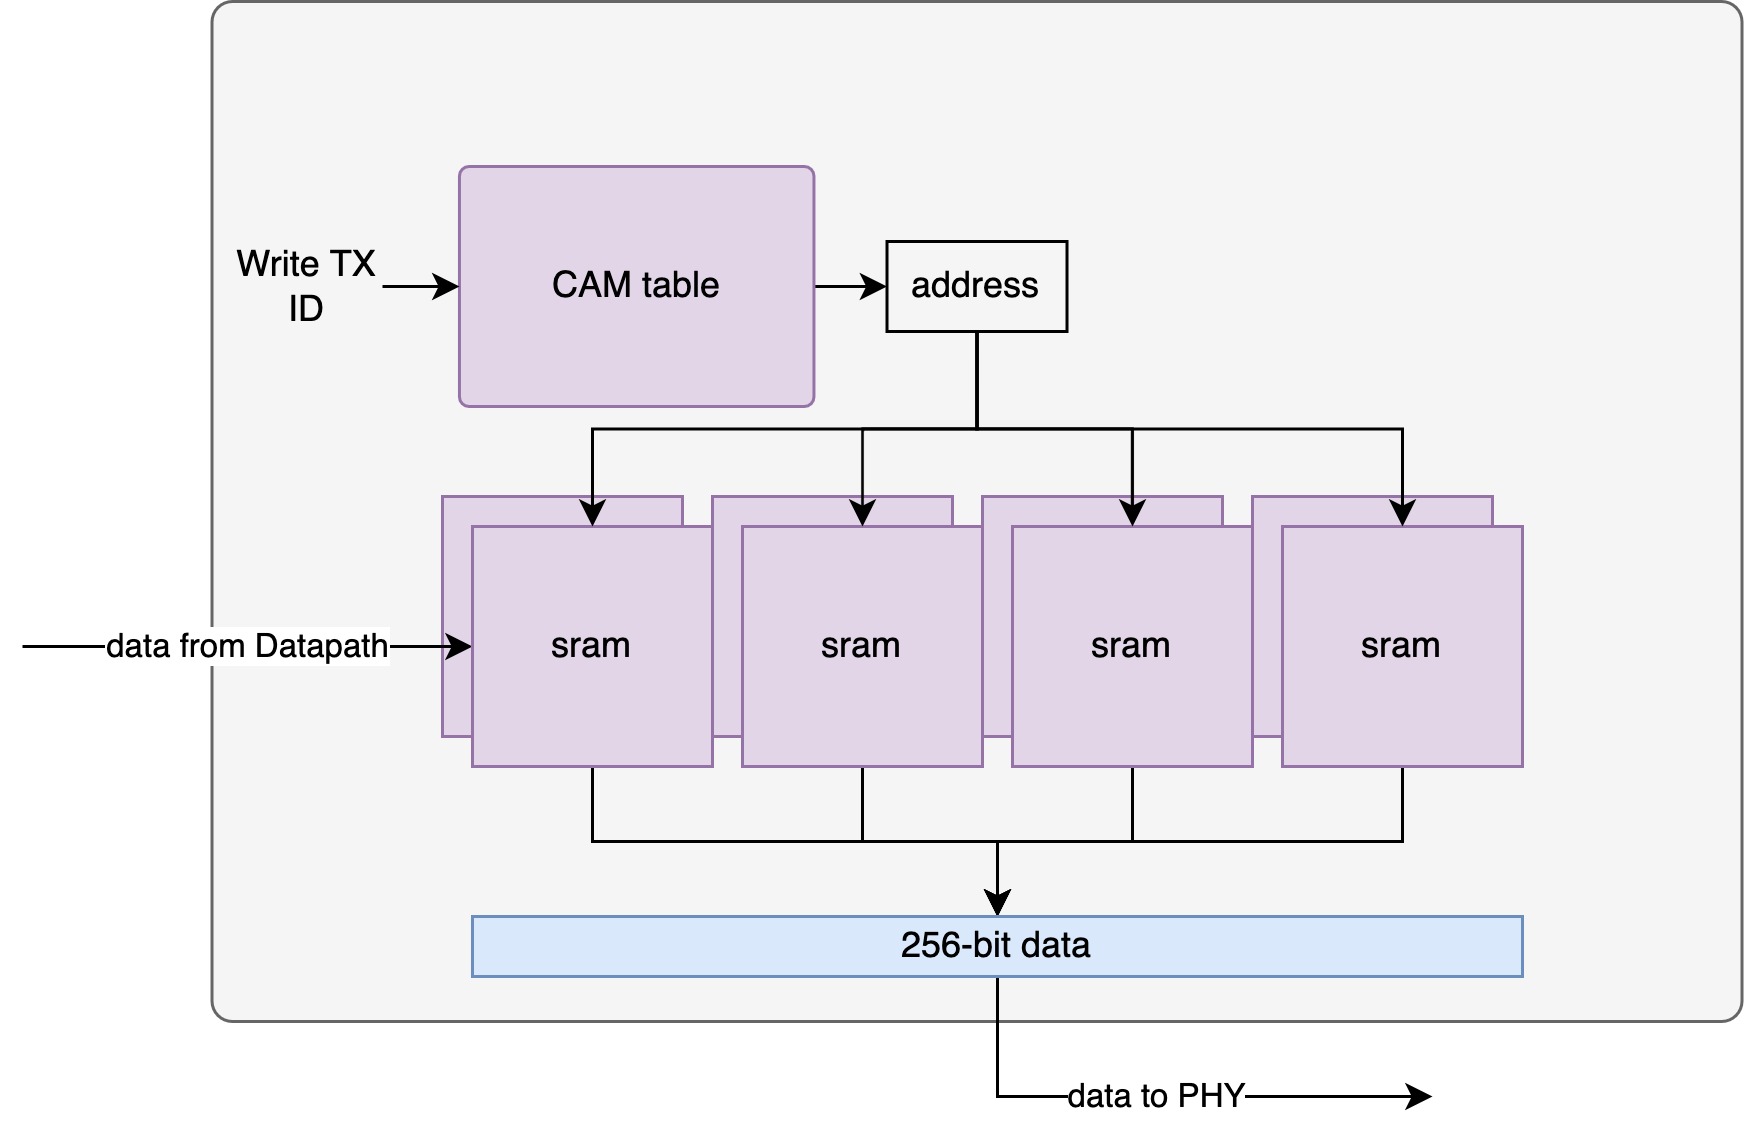 Write TX
ID
CAM table
address
data from Datapath
sram
sram
sram
sram
256-bit data
data to PHY